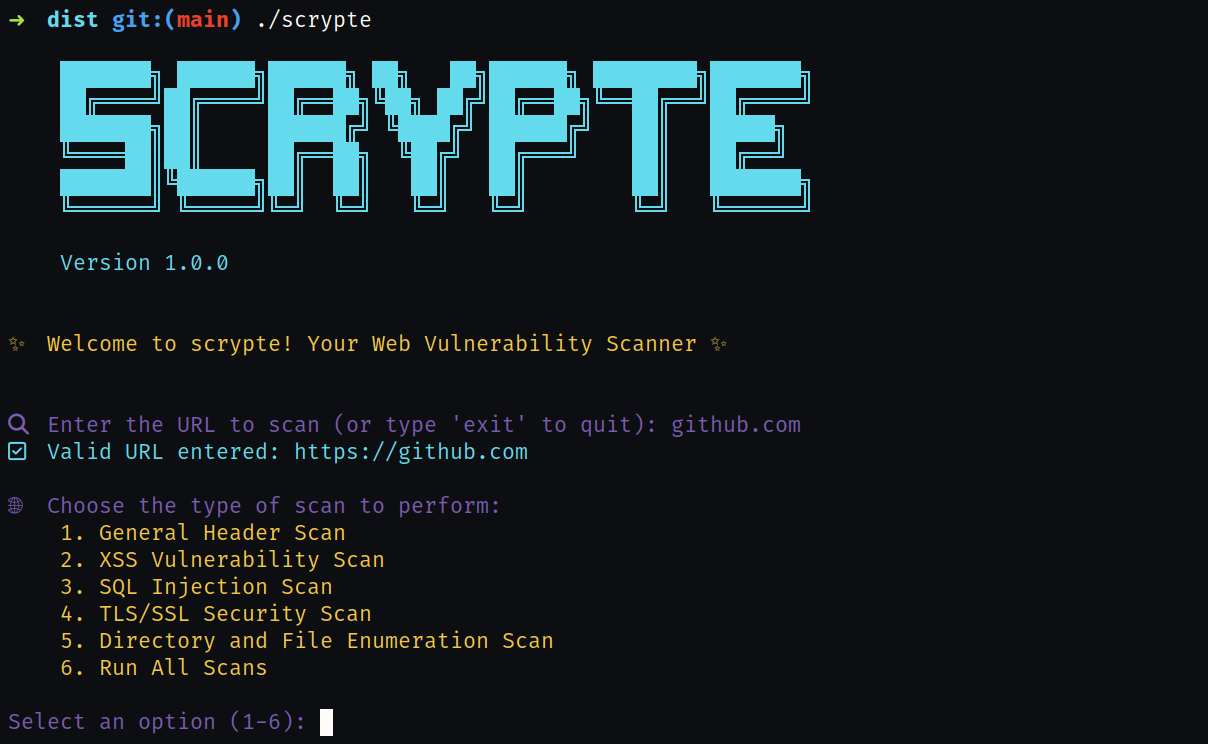 ➜ dist git:(main) ./scrypte
SCRYPTE
Version 1.0.0
✨ Welcome to scrypte! Your Web Vulnerability Scanner ✨
Enter the URL to scan (or type 'exit' to quit): github.com
Valid URL entered: https://github.com
Choose the type of scan to perform:
1. General Header Scan
2. XSS Vulnerability Scan
3. SQL Injection Scan
4. TLS/SSL Security Scan
5. Directory and File Enumeration Scan
6. Run All Scans
Select an option (1-6):